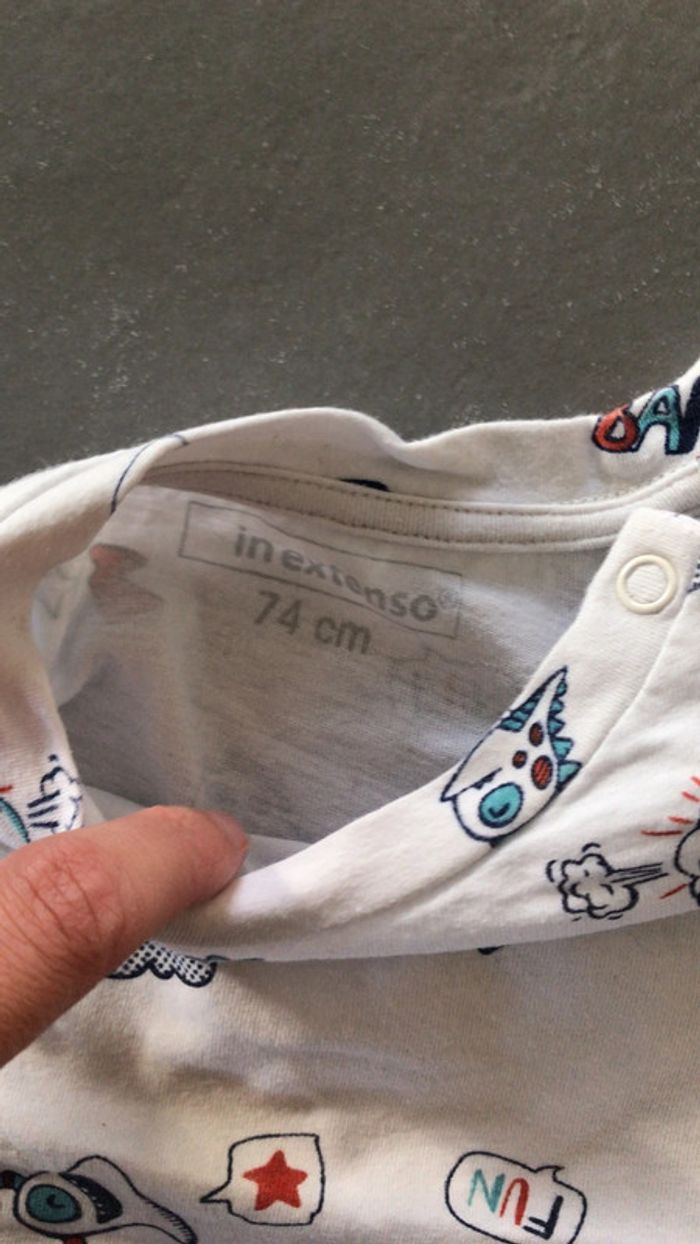 in extenso
74 cm
FUN